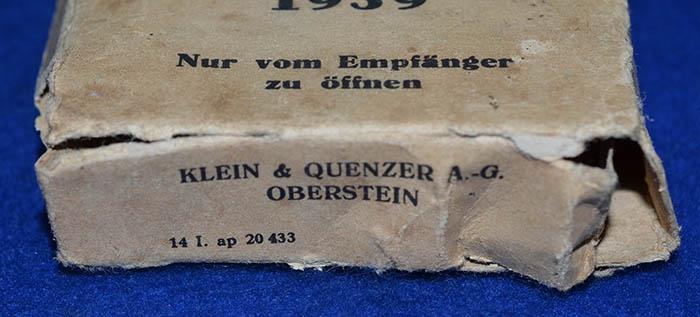 1939
Nur vom Empfänger
zu öffnen
KLEIN & QUENZER A.-G.
OBERSTEIN
14 I. ap 20 433